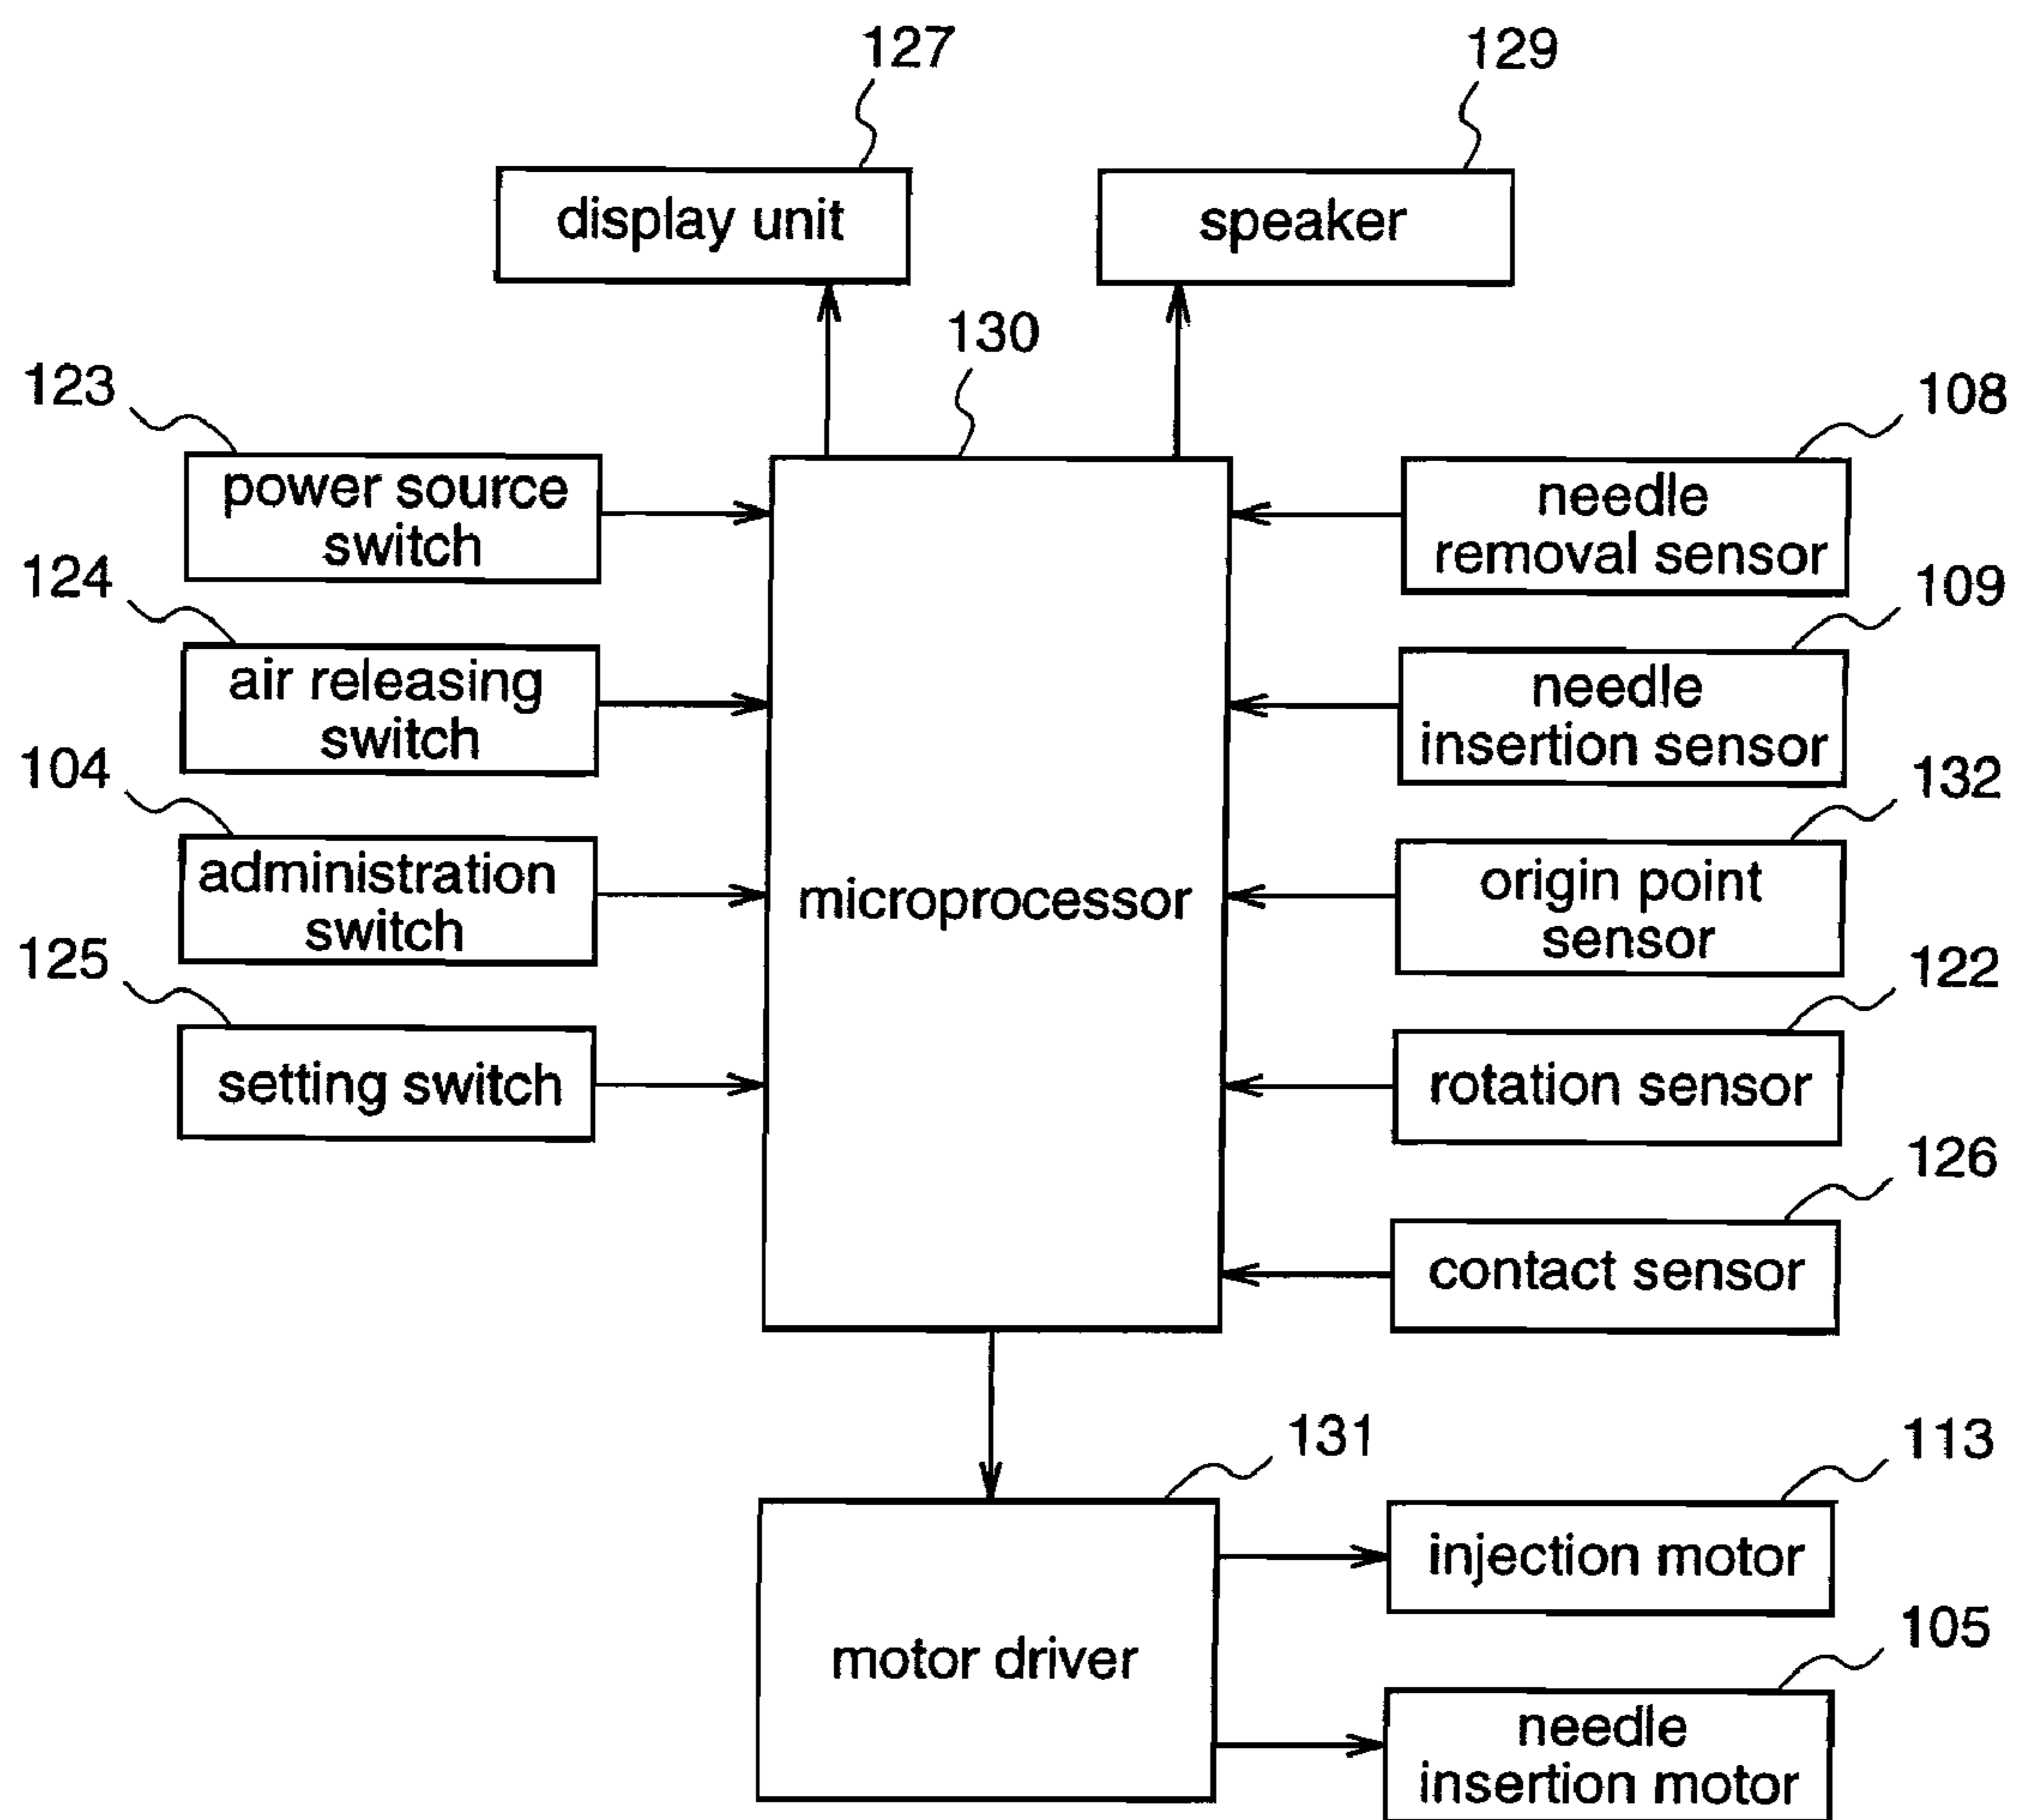 127
129
display unit
speaker
130
123
108
power source
switch
needle
removal sensor
124
109
air releasing
switch
needle
insertion sensor
104
132
administration
switch
microprocessor
origin point
sensor
125
122
setting switch
rotation sensor
126
contact sensor
131
113
injection motor
motor driver
105
needle
insertion motor